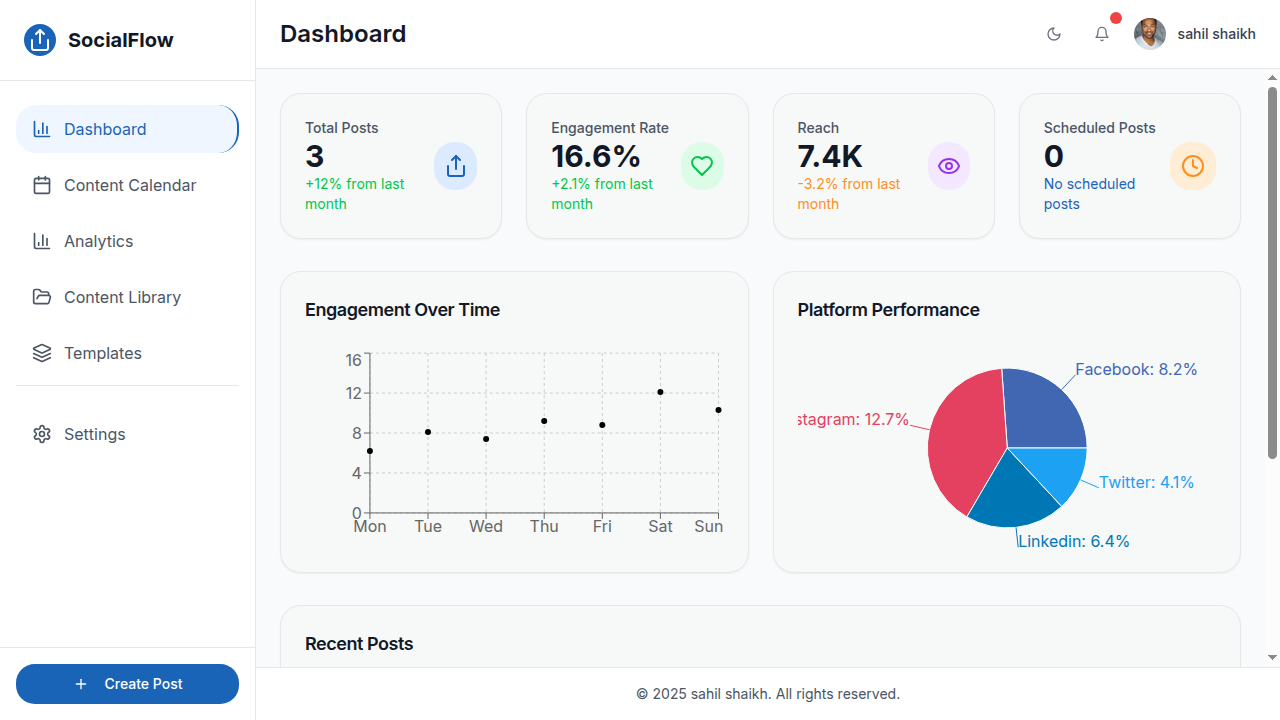 SocialFlow
Dashboard
Content Calendar
Analytics
Content Library
Templates
Settings
Create Post
Dashboard
sahil shaikh
Total Posts
3
+12% from last
month
Engagement Rate
16.6%
+2.1% from last
month
Reach
7.4K
-3.2% from last
month
Scheduled Posts
0
No scheduled
posts
Engagement Over Time
16
12
8
4
0
Mon Tue Wed Thu Fri Sat Sun
Platform Performance
Facebook: 8.2%
stagram: 12.7%
Twitter: 4.1%
Linkedin: 6.4%
Recent Posts
© 2025 sahil shaikh. All rights reserved.